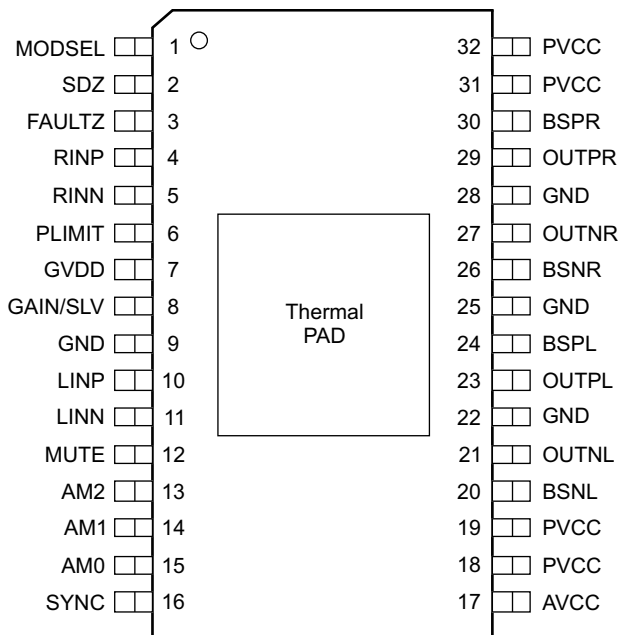 MODSEL 1 32 PVCC
SDZ 2 31 PVCC
FAULTZ 3 30 BSPR
RINP 4 29 OUTPR
RINN 5 28 GND
PLIMIT 6 27 OUTNR
GVDD 7 26 BSNR
GAIN/SLV 8 25 GND
Thermal
PAD
GND 9 24 BSPL
LINP 10 23 OUTPL
LINN 11 22 GND
MUTE 12 21 OUTNL
AM2 13 20 BSNL
AM1 14 19 PVCC
AM0 15 18 PVCC
SYNC 16 17 AVCC